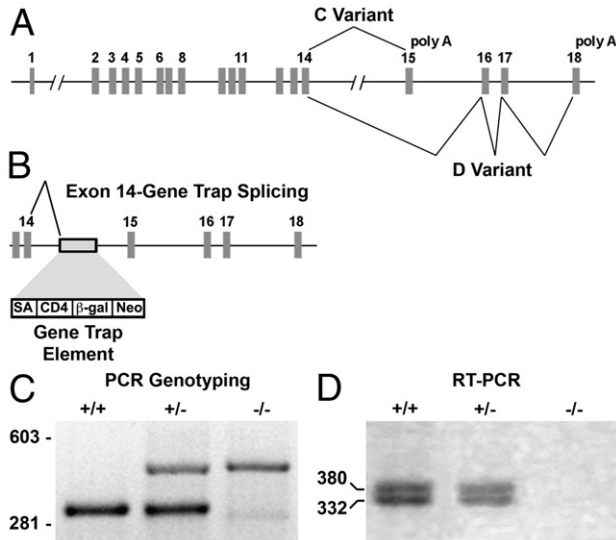 A
C Variant
poly A
poly A
1 2 3 4 5 6 8 11 14 15 16 17 18
D Variant
B
Exon 14-Gene Trap Splicing
14 15 16 17 18
SA CD4 β-gal Neo
Gene Trap
Element
C
PCR Genotyping
+/+ +/- -/-
603 -
281 -
D
RT-PCR
+/+ +/- -/-
380
332